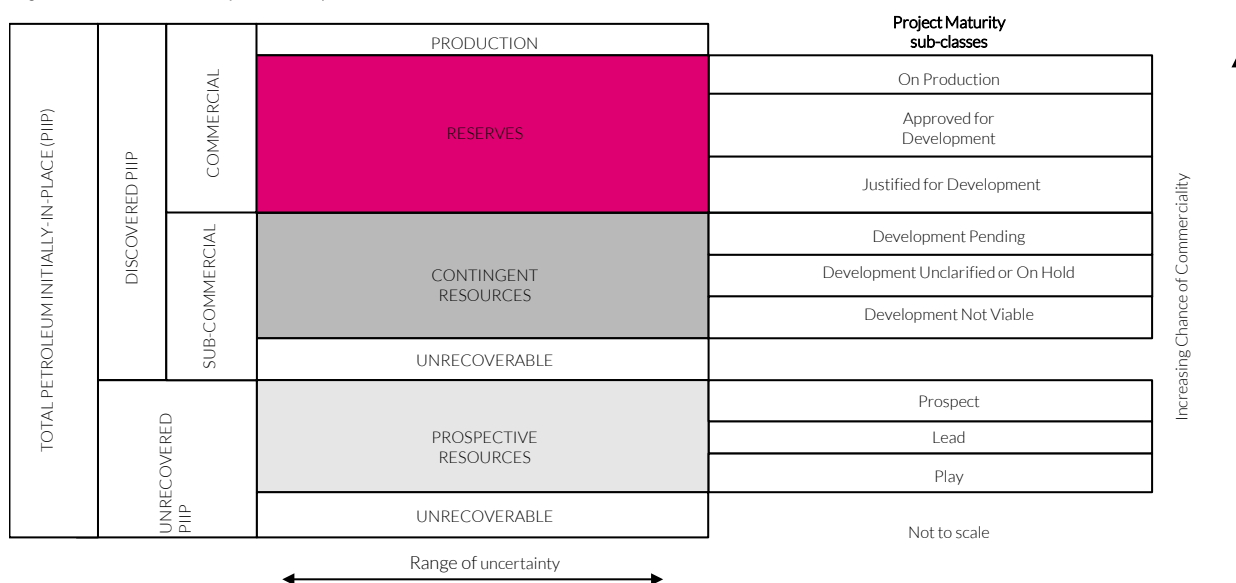 Project Maturity
sub-classes
TOTAL PETROLEUM INITIALLY-IN-PLACE (PIIP)
DISCOVERED PIIP
COMMERCIAL
PRODUCTION
RESERVES
On Production
Approved for
Development
Justified for Development
SUB-COMMERCIAL
CONTINGENT
RESOURCES
Development Pending
Development Unclarified or On Hold
Development Not Viable
UNRECOVERABLE
UNRECOVERED
PIIP
PROSPECTIVE
RESOURCES
Prospect
Lead
Play
UNRECOVERABLE
Not to scale
Increasing Chance of Commerciality
Range of uncertainty